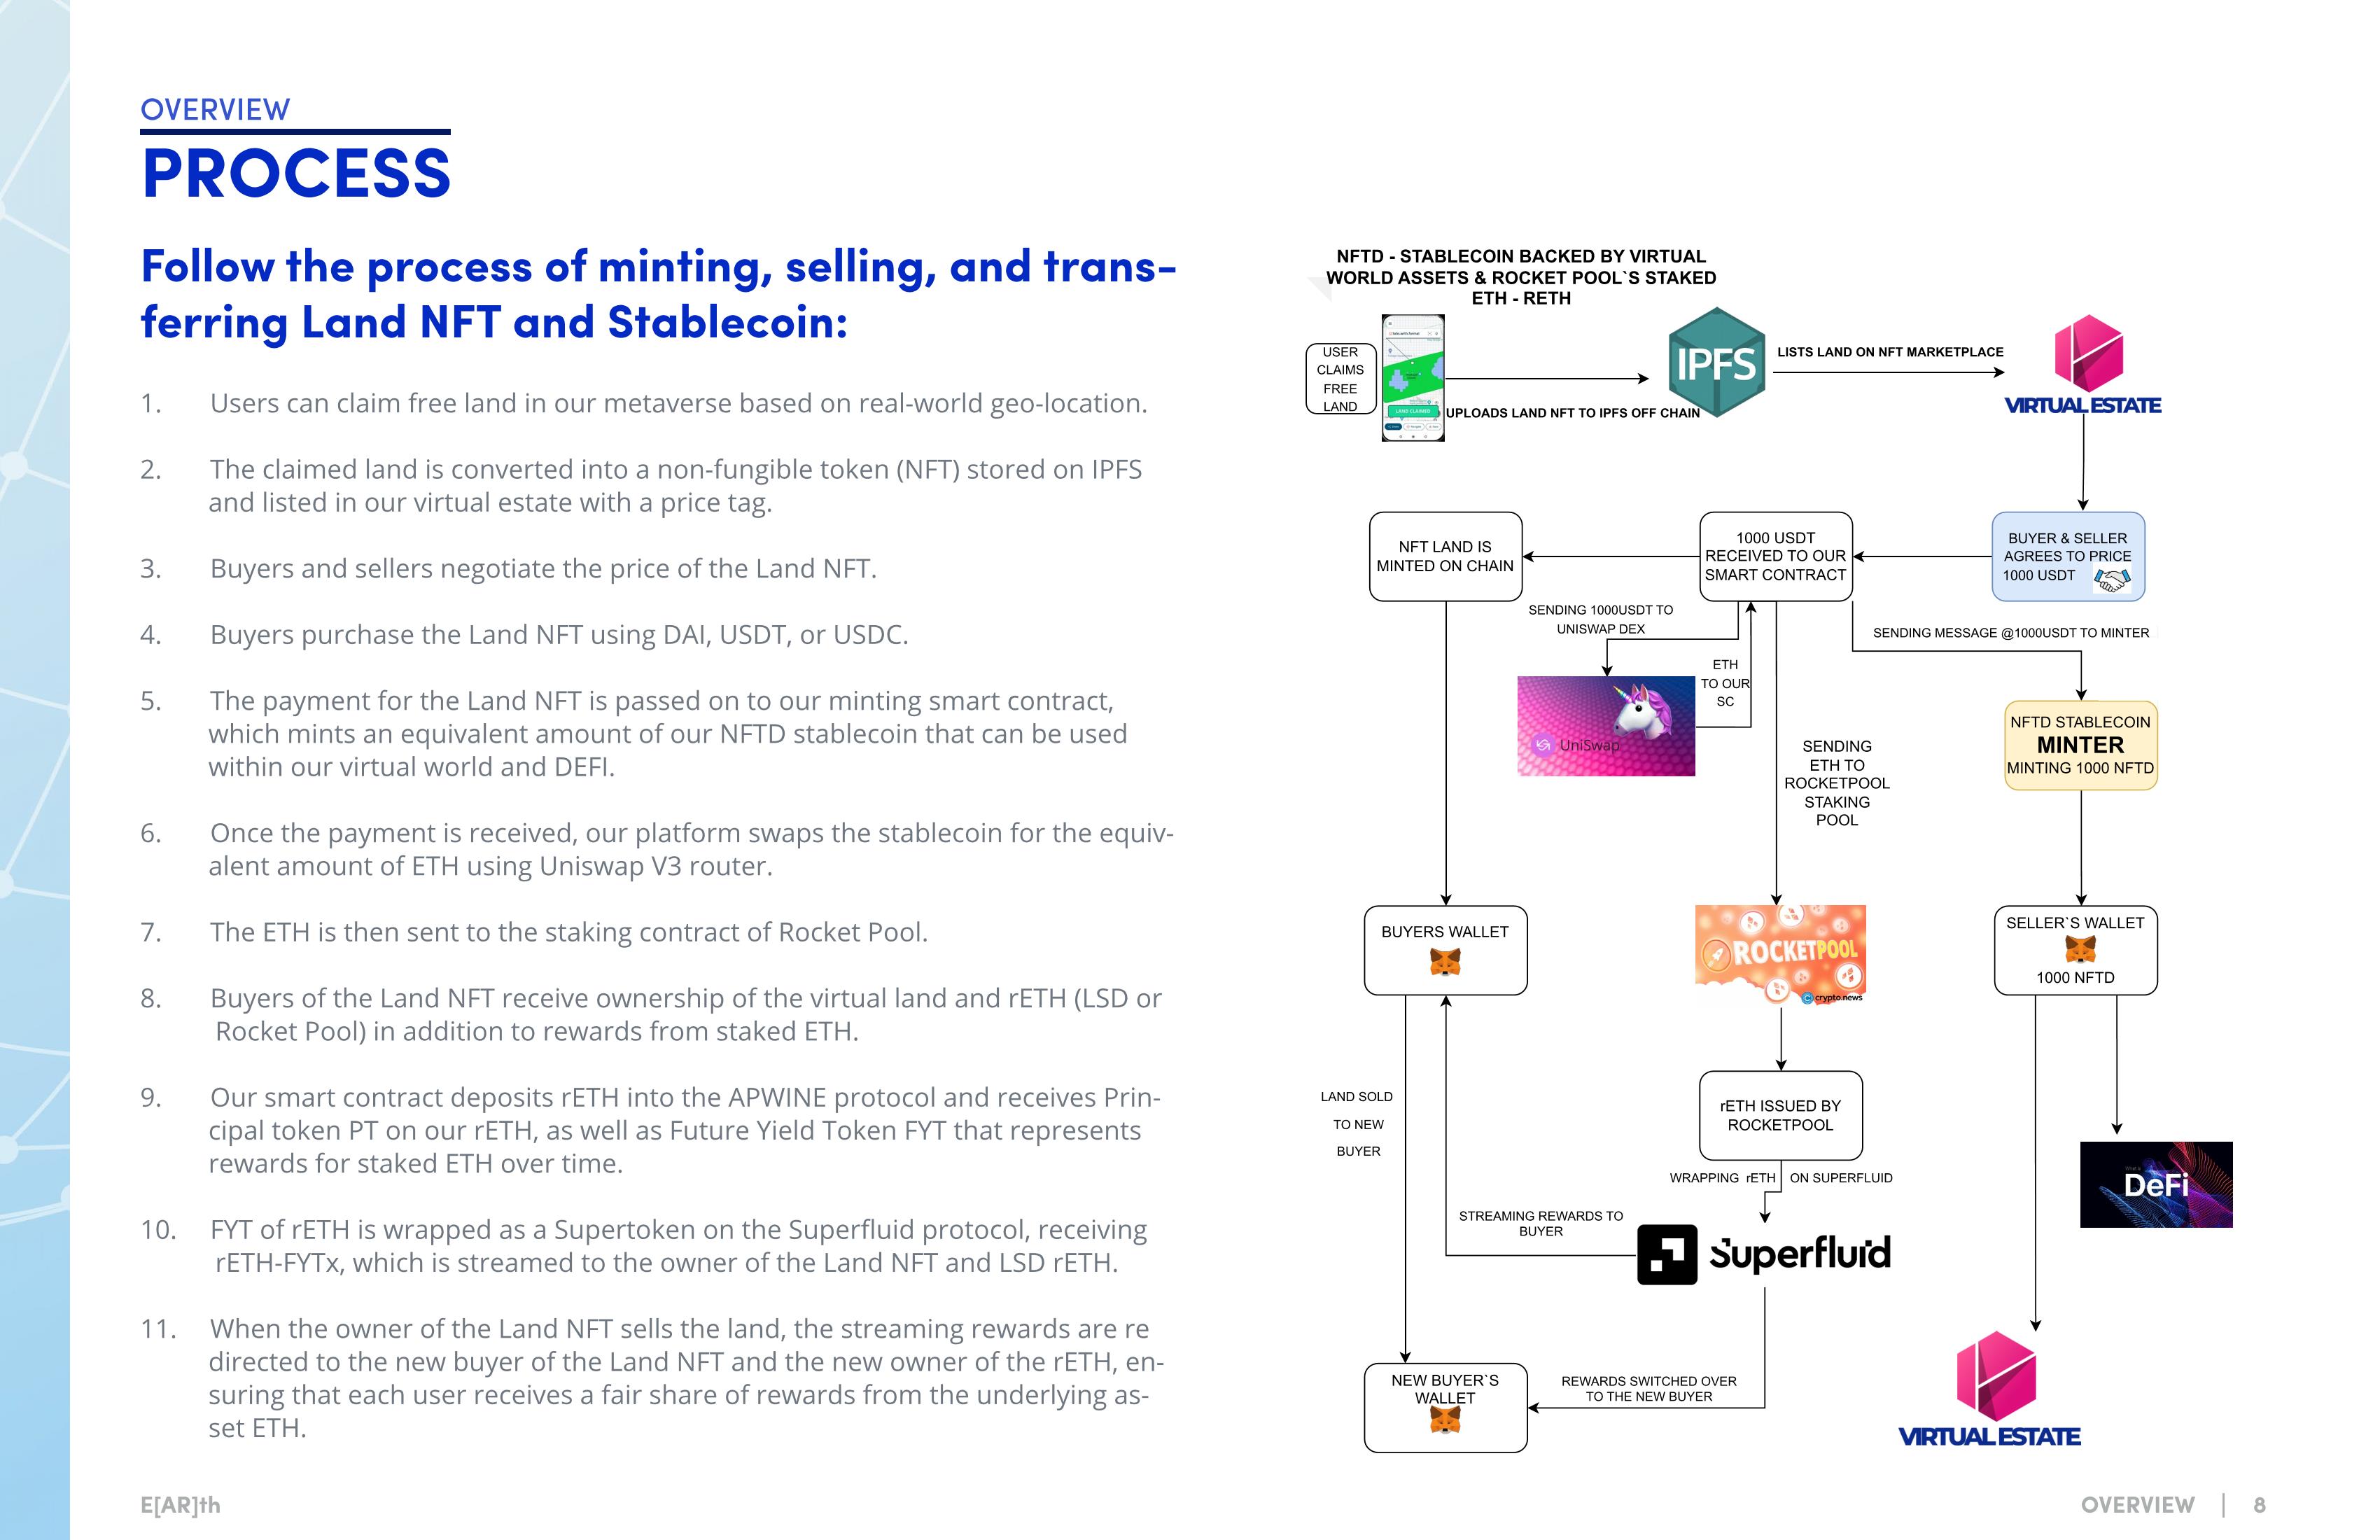 OVERVIEW
PROCESS
Follow the process of minting, selling, and trans-
ferring Land NFT and Stablecoin:
1. Users can claim free land in our metaverse based on real-world geo-location.
2. The claimed land is converted into a non-fungible token (NFT) stored on IPFS
and listed in our virtual estate with a price tag.
3. Buyers and sellers negotiate the price of the Land NFT.
4. Buyers purchase the Land NFT using DAI, USDT, or USDC.
5. The payment for the Land NFT is passed on to our minting smart contract,
which mints an equivalent amount of our NFTD stablecoin that can be used
within our virtual world and DEFI.
6. Once the payment is received, our platform swaps the stablecoin for the equiv-
alent amount of ETH using Uniswap V3 router.
7. The ETH is then sent to the staking contract of Rocket Pool.
8. Buyers of the Land NFT receive ownership of the virtual land and rETH (LSD or
Rocket Pool) in addition to rewards from staked ETH.
9. Our smart contract deposits rETH into the APWINE protocol and receives Prin-
cipal token PT on our rETH, as well as Future Yield Token FYT that represents
rewards for staked ETH over time.
10. FYT of rETH is wrapped as a Supertoken on the Superfluid protocol, receiving
rETH-FYTx, which is streamed to the owner of the Land NFT and LSD rETH.
11. When the owner of the Land NFT sells the land, the streaming rewards are re
directed to the new buyer of the Land NFT and the new owner of the rETH, en-
suring that each user receives a fair share of rewards from the underlying as-
set ETH.
NFTD - STABLECOIN BACKED BY VIRTUAL
WORLD ASSETS & ROCKET POOL`S STAKED
ETH - RETH
USER
CLAIMS
FREE
LAND
LAND CLAIMED
UPLOADS LAND NFT TO IPFS OFF CHAIN
IPFS
LISTS LAND ON NFT MARKETPLACE
VIRTUAL ESTATE
NFT LAND IS
MINTED ON CHAIN
1000 USDT
RECEIVED TO OUR
SMART CONTRACT
BUYER & SELLER
AGREES TO PRICE
1000 USDT
SENDING 1000USDT TO
UNISWAP DEX
SENDING MESSAGE @1000USDT TO MINTER
ETH
TO OUR
SC
UniSwap
NFTD STABLECOIN
MINTER
MINTING 1000 NFTD
SENDING
ETH TO
ROCKETPOOL
STAKING
POOL
BUYERS WALLET
ROCKETPOOL
crypto.news
SELLER`S WALLET
1000 NFTD
LAND SOLD
TO NEW
BUYER
rETH ISSUED BY
ROCKETPOOL
WRAPPING rETH ON SUPERFLUID
DeFi
STREAMING REWARDS TO
BUYER
Superfluid
NEW BUYER`S
WALLET
REWARDS SWITCHED OVER
TO THE NEW BUYER
VIRTUAL ESTATE
E[AR]th
OVERVIEW | 8